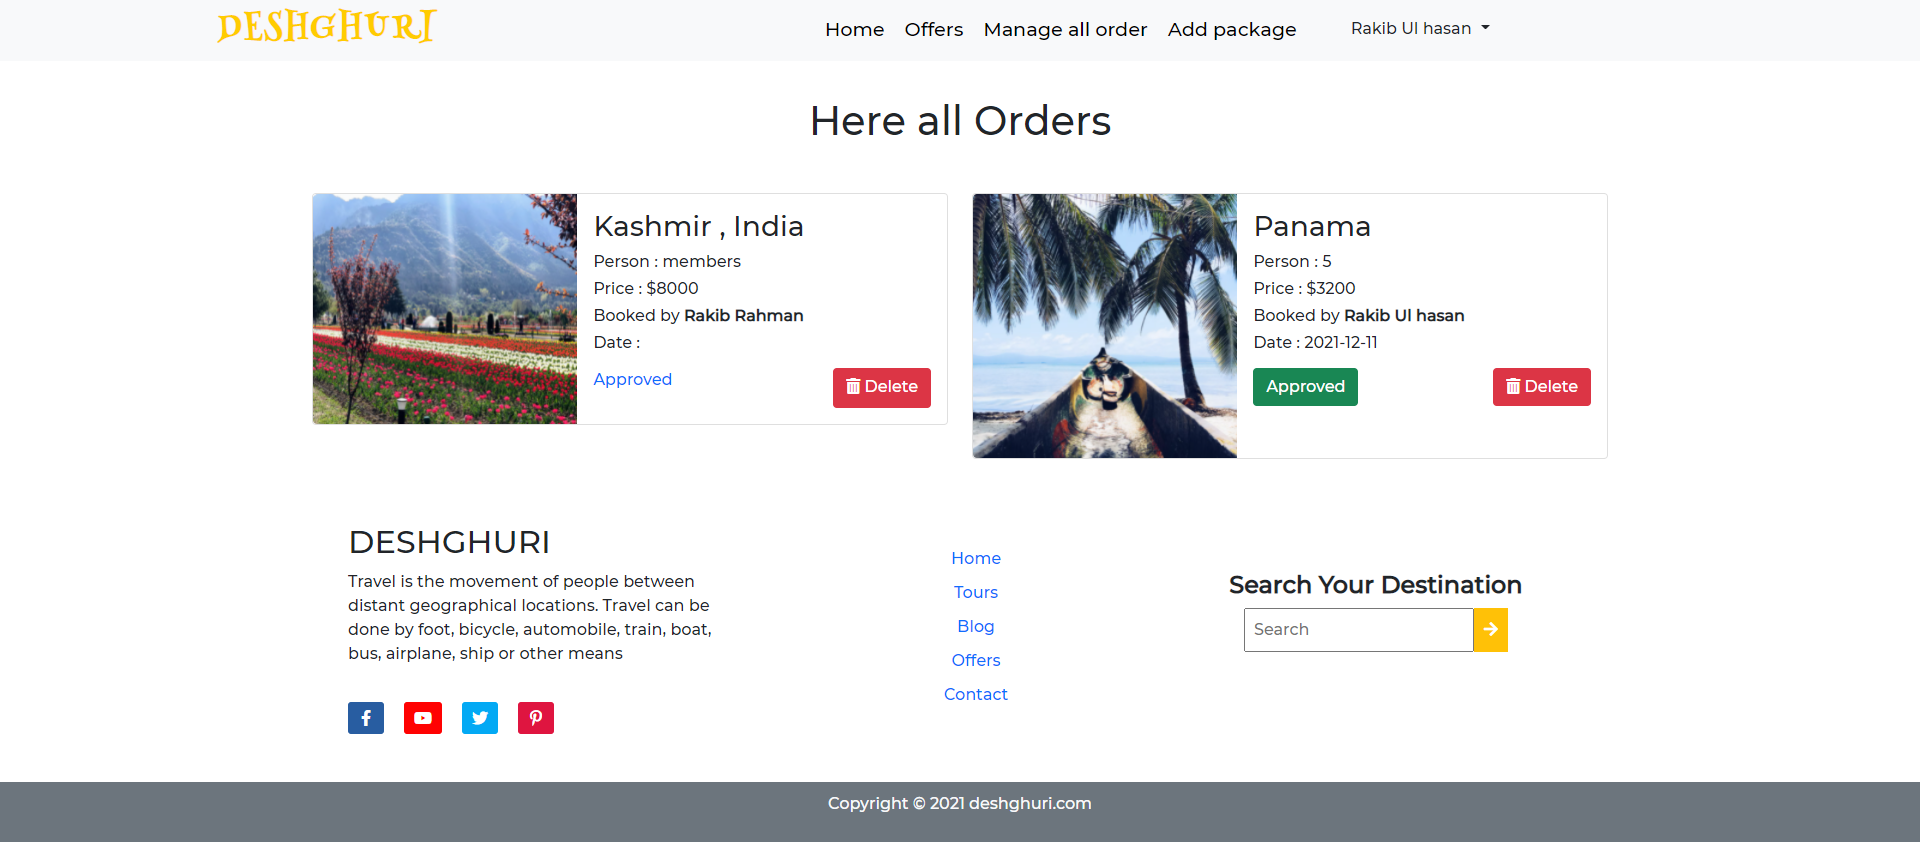 DESHGHURI
Home Offers Manage all order Add package Rakib Ul hasan
Here all Orders
Kashmir , India
Person : members
Price : $8000
Booked by Rakib Rahman
Date :
Approved
Delete
Panama
Person : 5
Price : $3200
Booked by Rakib Ul hasan
Date : 2021-12-11
Approved
Delete
DESHGHURI
Travel is the movement of people between
distant geographical locations. Travel can be
done by foot, bicycle, automobile, train, boat,
bus, airplane, ship or other means
Home
Tours
Blog
Offers
Contact
Search Your Destination
Search
Copyright © 2021 deshghuri.com